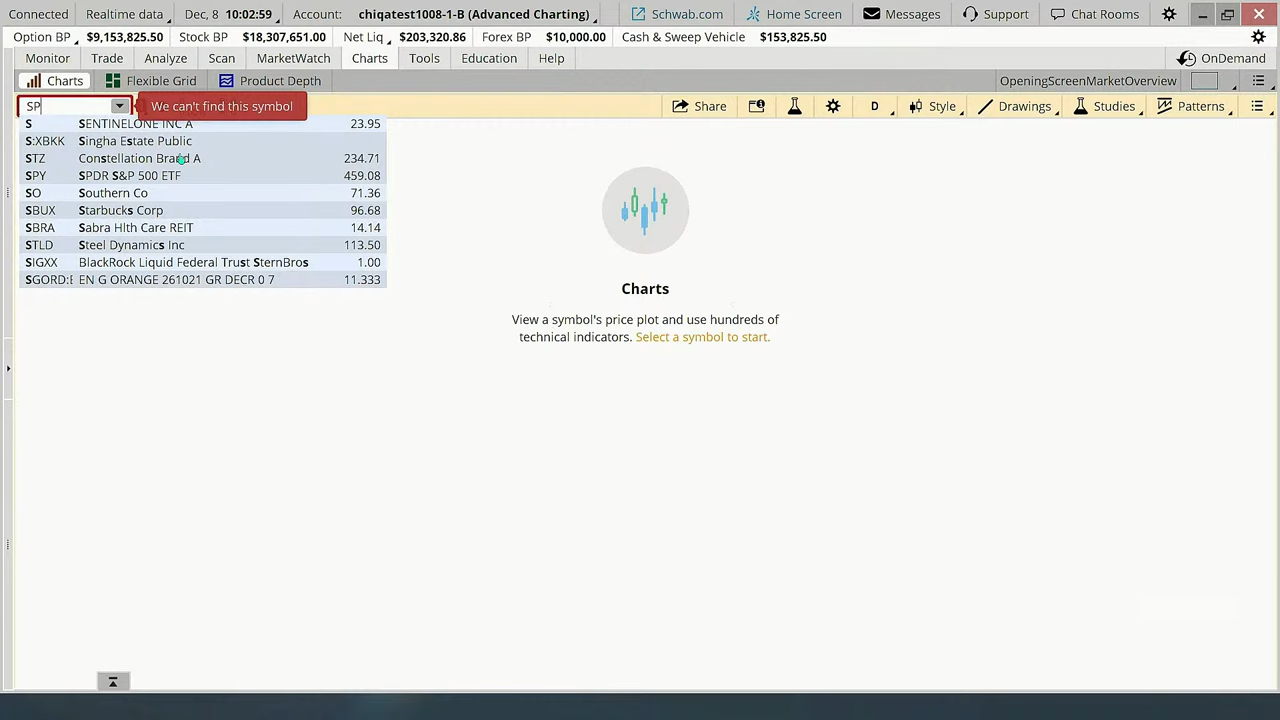 Connected Realtime data Dec, 8 10:02:59 Account: chiqatest1008-1-B (Advanced Charting) Schwab.com Home Screen Messages Support Chat Rooms
Option BP $9,153,825.50 Stock BP $18,307,651.00 Net Liq $203,320.86 Forex BP $10,000.00 Cash & Sweep Vehicle $153,825.50
Monitor Trade Analyze Scan MarketWatch Charts Tools Education Help OnDemand
Charts Flexible Grid Product Depth OpeningScreenMarketOverview
SP We can't find this symbol Share D Style Drawings Studies Patterns
S SENTINELONE INC A 23.95
S:XBKK Singha Estate Public
STZ Constellation Brand A 234.71
SPY SPDR S&P 500 ETF 459.08
SO Southern Co 71.36
SBUX Starbucks Corp 96.68
SBRA Sabra Hlth Care REIT 14.14
STLD Steel Dynamics Inc 113.50
SIGXX BlackRock Liquid Federal Trust SternBros 1.00
SGORD:E EN G ORANGE 261021 GR DECR 0 7 11.333
Charts
View a symbol's price plot and use hundreds of
technical indicators. Select a symbol to start.